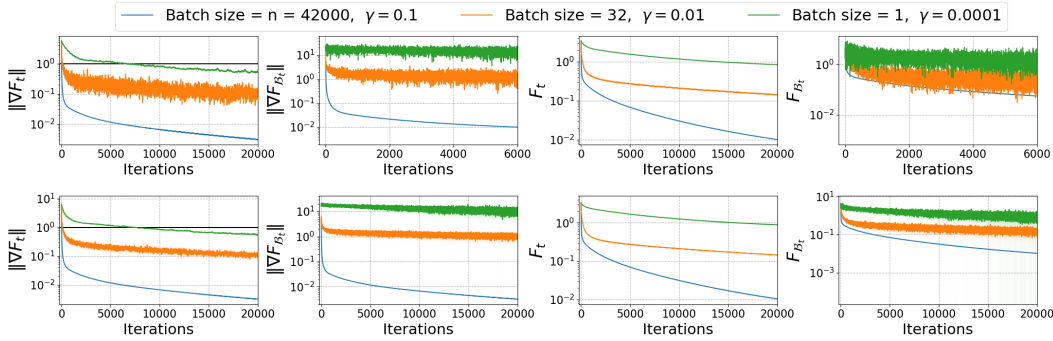 Batch size = n = 42000, γ = 0.1 Batch size = 32, γ = 0.01 Batch size = 1, γ = 0.0001
‖∇F_t‖ 10^0 10^-1 10^-2 0 5000 10000 15000 20000 Iterations
‖∇F_{B_t}‖ 10^1 10^0 10^-1 10^-2 0 2000 4000 6000 Iterations
F_t 10^0 10^-1 10^-2 0 5000 10000 15000 20000 Iterations
F_{B_t} 10^0 10^-1 10^-2 10^-3 0 2000 4000 6000 Iterations
‖∇F_t‖ 10^0 10^-1 10^-2 0 5000 10000 15000 20000 Iterations
‖∇F_{B_t}‖ 10^1 10^0 10^-1 10^-2 0 5000 10000 15000 20000 Iterations
F_t 10^0 10^-1 10^-2 0 5000 10000 15000 20000 Iterations
F_{B_t} 10^1 10^-1 10^-3 0 5000 10000 15000 20000 Iterations